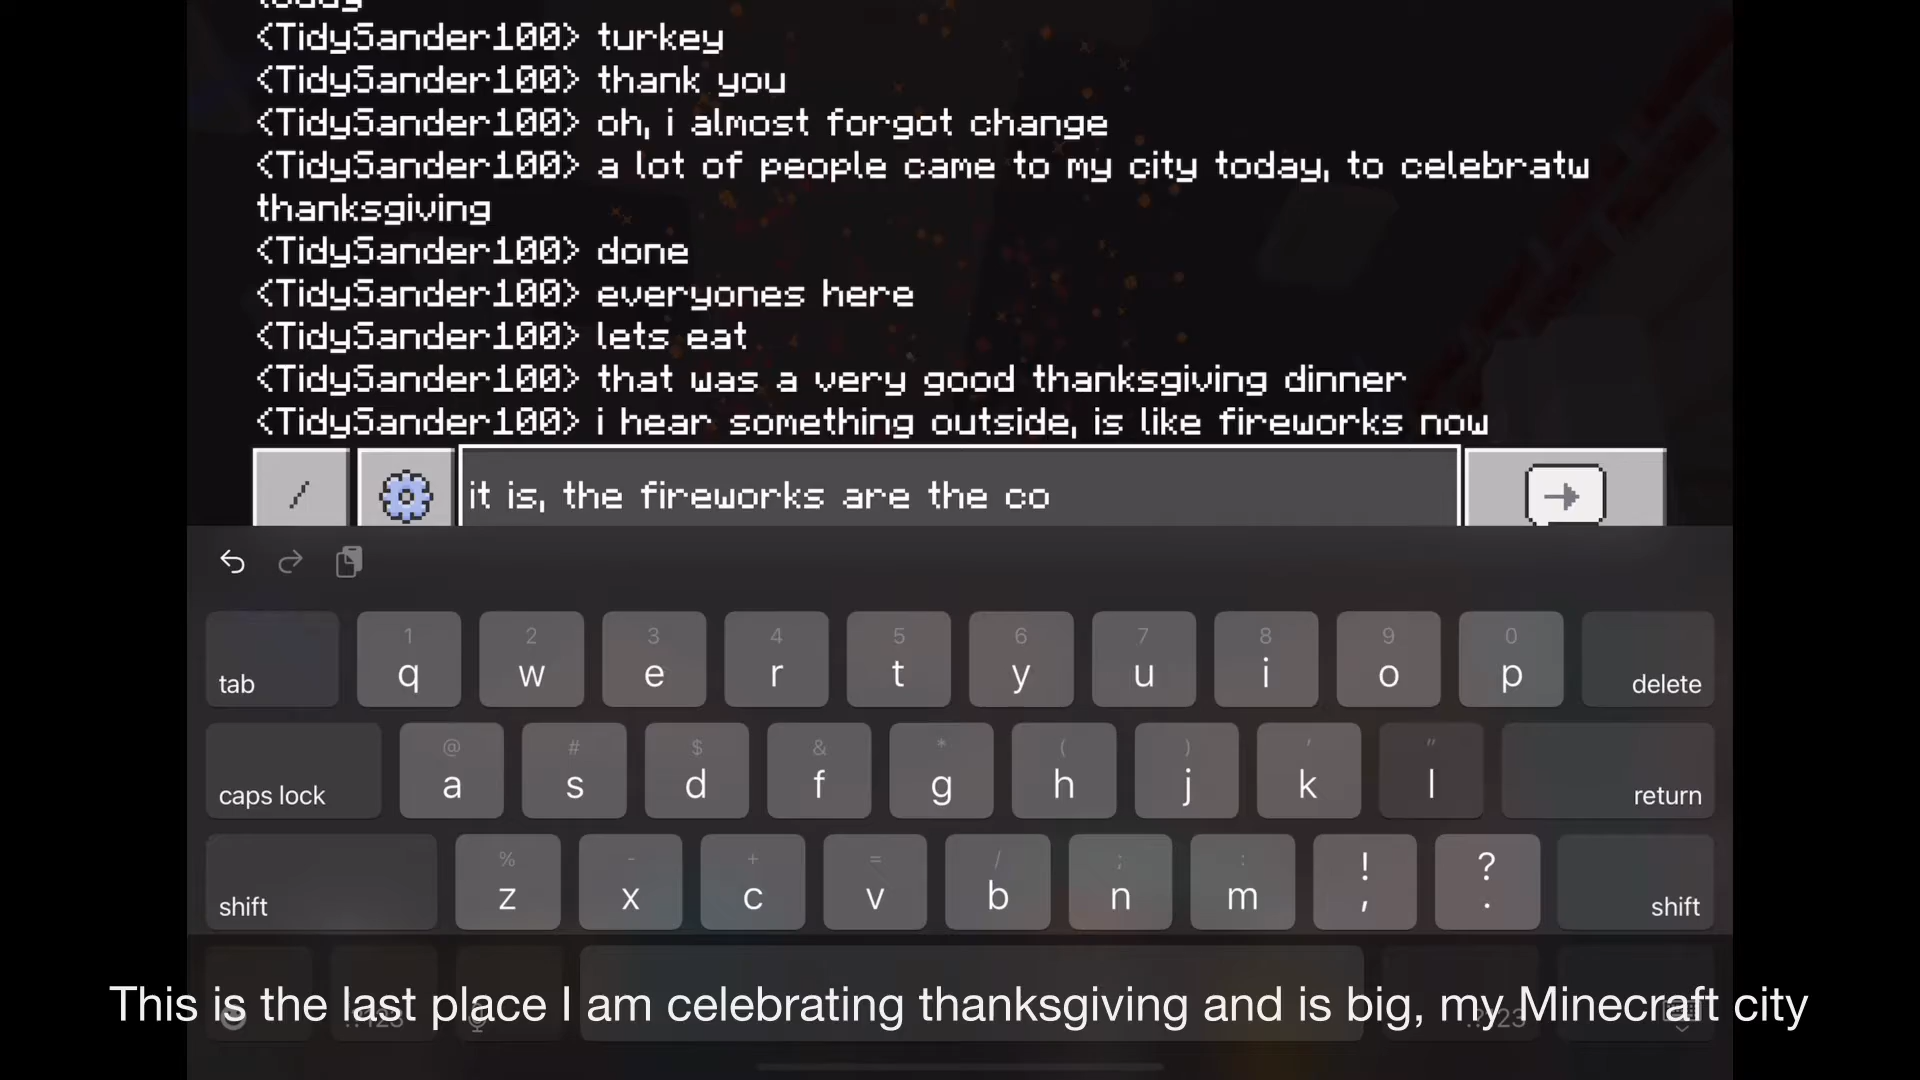 today
<TidySander100> turkey
<TidySander100> thank you
<TidySander100> oh, i almost forgot change
<TidySander100> a lot of people came to my city today, to celebratw
thanksgiving
<TidySander100> done
<TidySander100> everyones here
<TidySander100> lets eat
<TidySander100> that was a very good thanksgiving dinner
<TidySander100> i hear something outside, is like fireworks now
/ it is, the fireworks are the co
1 2 3 4 5 6 7 8 9 0
tab q w e r t y u i o p delete
@ # $ & * ( ) ' "
caps lock a s d f g h j k l return
% - + = / ; : ! ?
shift z x c v b n m , . shift
.?123 .?123
This is the last place I am celebrating thanksgiving and is big, my Minecraft city